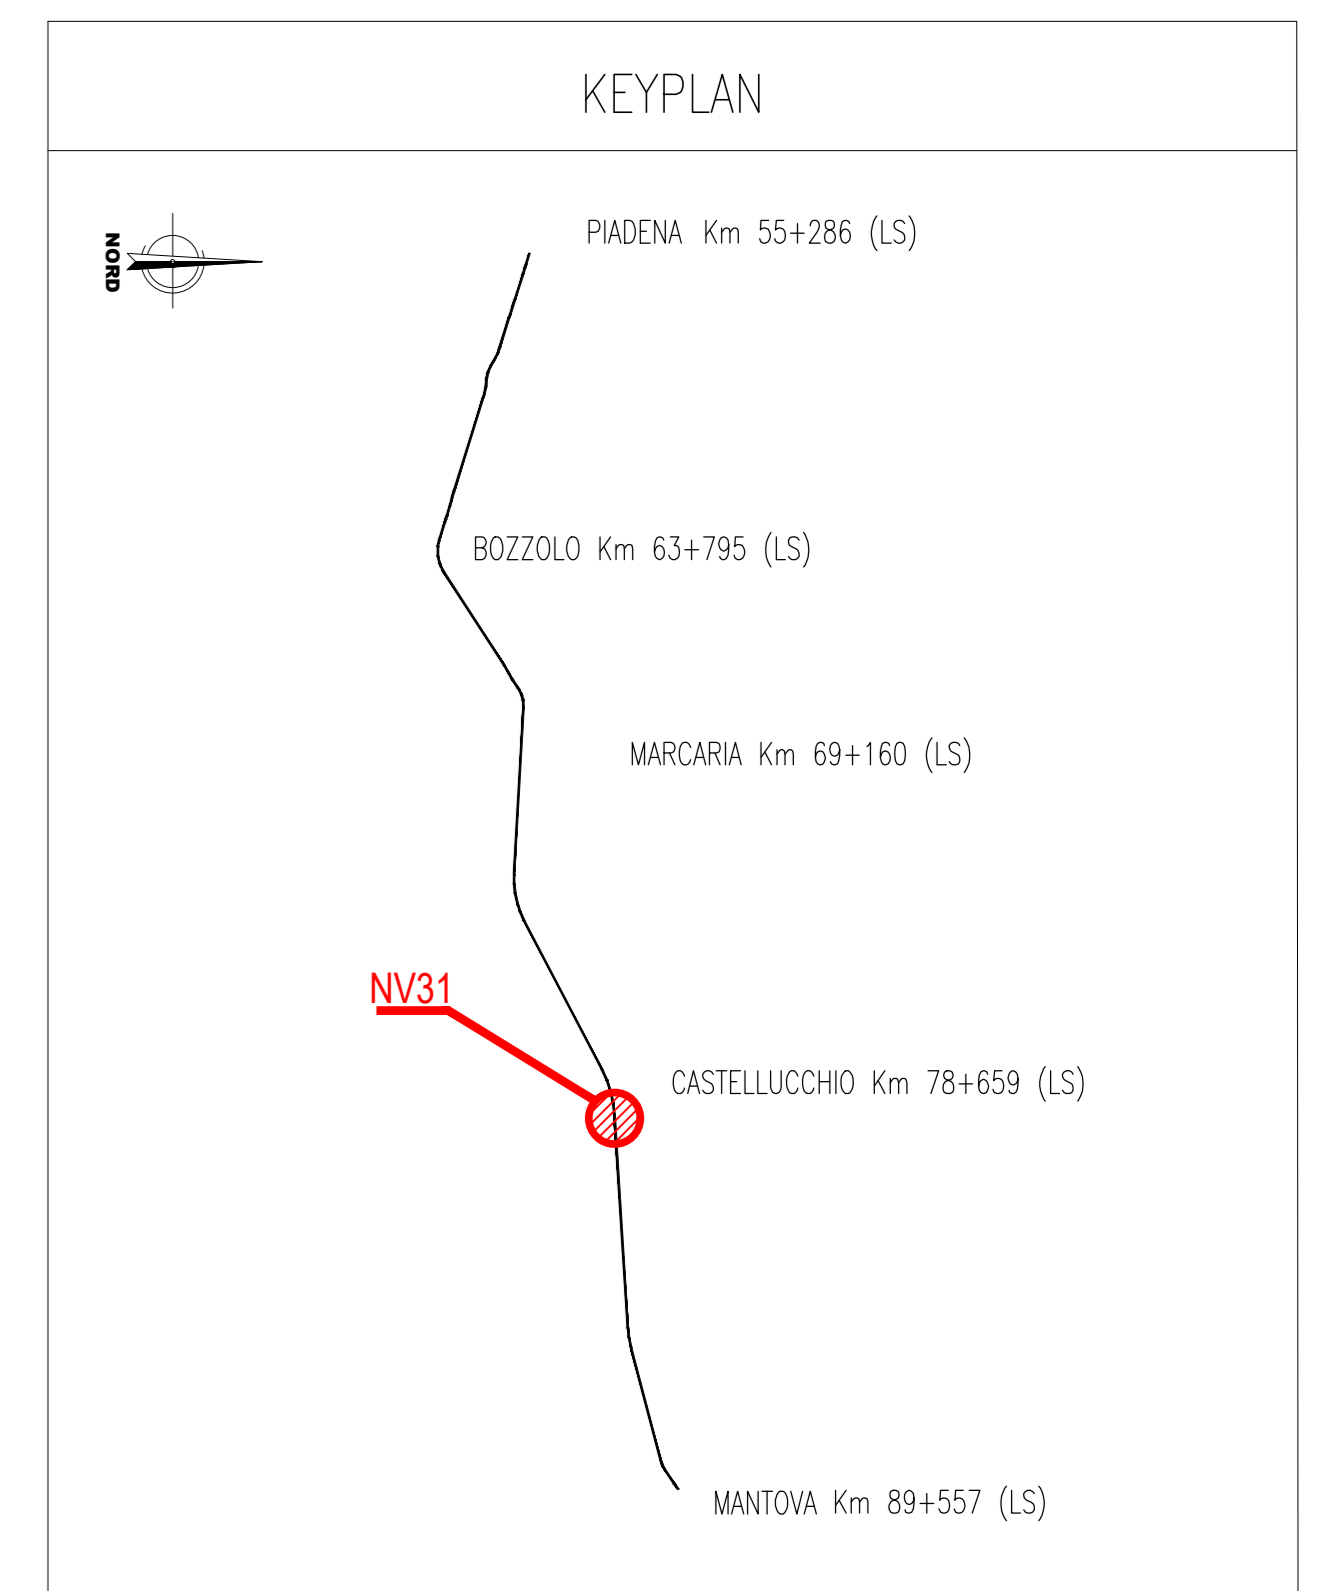 KEYPLAN
NORD
PIADENA Km 55+286 (LS)
BOZZOLO Km 63+795 (LS)
MARCARIA Km 69+160 (LS)
NV31
CASTELLUCCHIO Km 78+659 (LS)
MANTOVA Km 89+557 (LS)